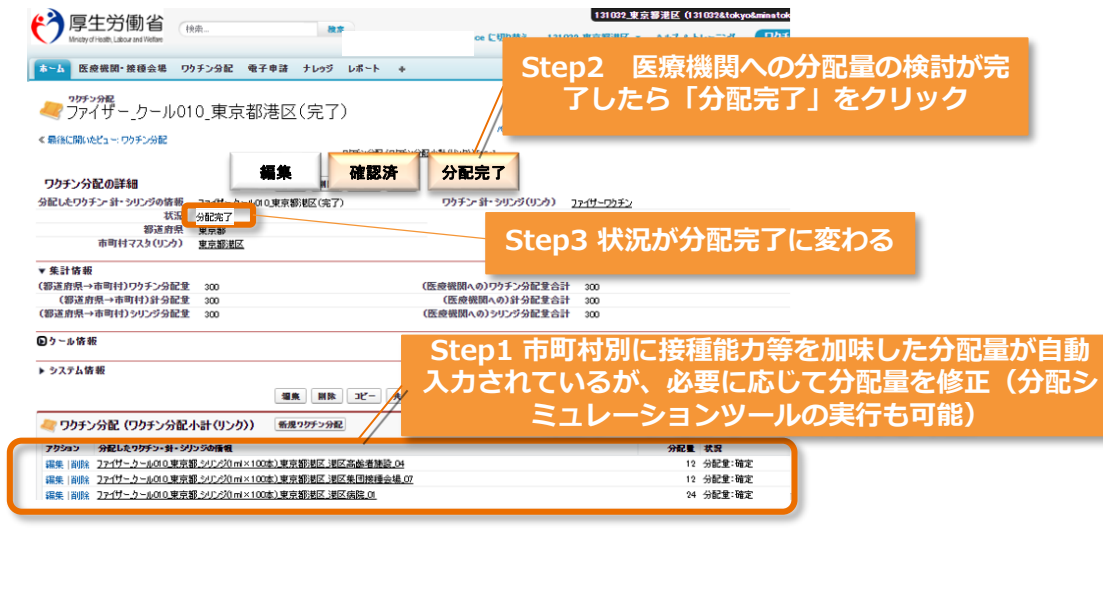 厚生労働省
Ministry of Health, Labour and Welfare
検索...
検索
131032_東京都港区 (131032&tokyo&minatok
ホーム 医療機関・接種会場 ワクチン分配 電子申請 ナレッジ レポート +
Step2 医療機関への分配量の検討が完
了したら「分配完了」をクリック
ワクチン分配
ファイザー_クール010_東京都港区(完了)
« 最後に開いたビュー: ワクチン分配
編集 確認済 分配完了
ワクチン分配の詳細
分配したワクチン・針・シリンジの情報 ファイザー_クール010_東京都港区(完了) ワクチン・針・シリンジ(リンク) ファイザーワクチン
状況 分配完了
都道府県 東京都
市町村マスタ(リンク) 東京都港区
Step3 状況が分配完了に変わる
▼ 集計情報
(都道府県→市町村)ワクチン分配量 300 (医療機関への)ワクチン分配量合計 300
(都道府県→市町村)針分配量 300 (医療機関への)針分配量合計 300
(都道府県→市町村)シリンジ分配量 300 (医療機関への)シリンジ分配量合計 300
クール情報
Step1 市町村別に接種能力等を加味した分配量が自動
入力されているが、必要に応じて分配量を修正（分配シ
ミュレーションツールの実行も可能）
▶ システム情報
編集 削除 コピー
ワクチン分配 (ワクチン分配小計(リンク)) 新規ワクチン分配
アクション 分配したワクチン・針・シリンジの情報 分配量 状況
編集 | 削除 ファイザー_クール010_東京都_シリンジ(1ml×100本)_東京都港区_港区高齢者施設_04 12 分配量:確定
編集 | 削除 ファイザー_クール010_東京都_シリンジ(1ml×100本)_東京都港区_港区集団接種会場_07 12 分配量:確定
編集 | 削除 ファイザー_クール010_東京都_シリンジ(1ml×100本)_東京都港区_港区病院_01 24 分配量:確定